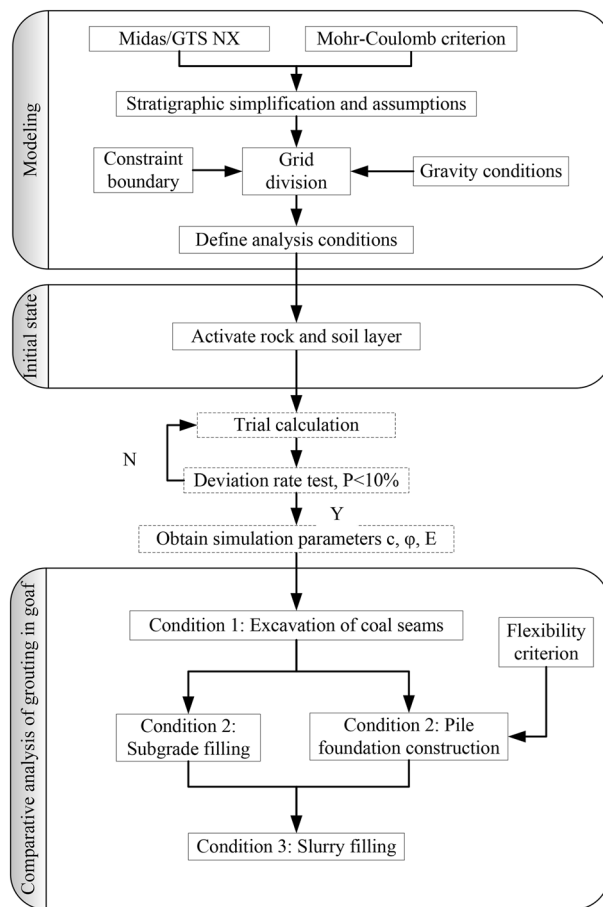 Modeling
Midas/GTS NX
Mohr-Coulomb criterion
Stratigraphic simplification and assumptions
Constraint
boundary
Grid
division
Gravity conditions
Define analysis conditions
Initial state
Activate rock and soil layer
Trial calculation
N
Deviation rate test, P<10%
Y
Obtain simulation parameters c, φ, E
Comparative analysis of grouting in goaf
Condition 1: Excavation of coal seams
Flexibility
criterion
Condition 2:
Subgrade filling
Condition 2: Pile
foundation construction
Condition 3: Slurry filling